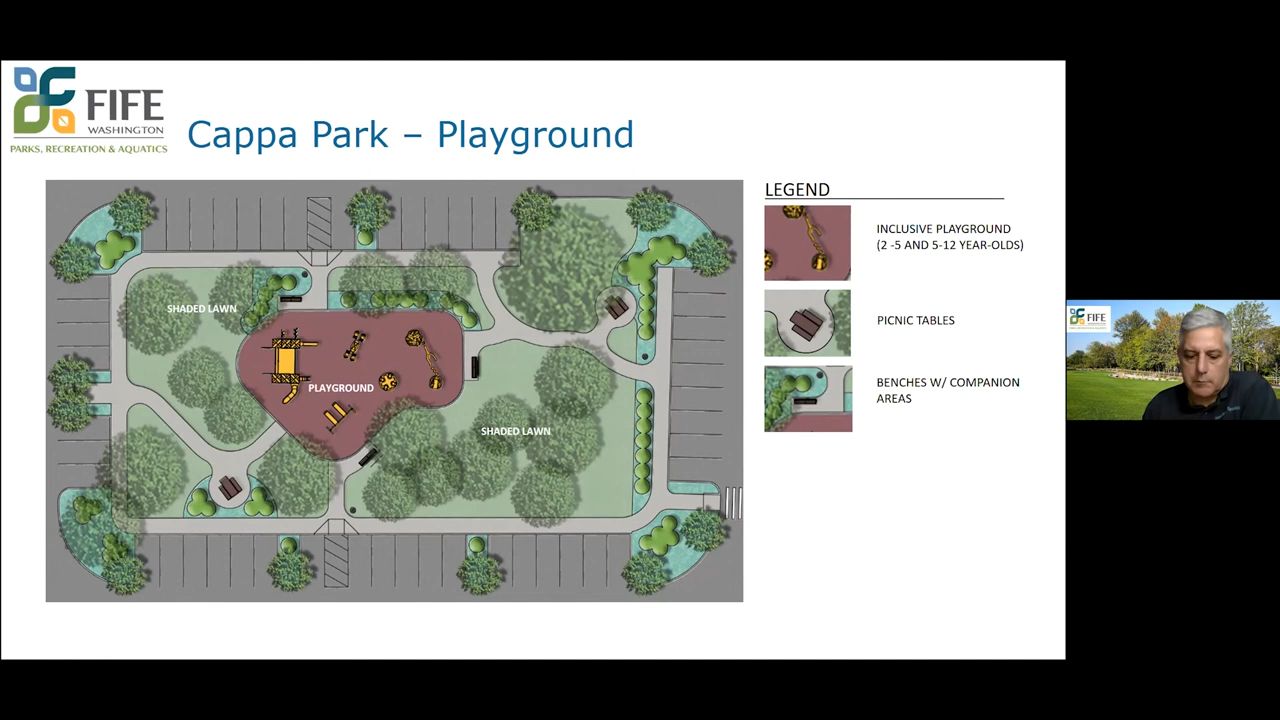 FIFE
WASHINGTON
PARKS, RECREATION & AQUATICS
Cappa Park – Playground
SHADED LAWN
PLAYGROUND
SHADED LAWN
LEGEND
INCLUSIVE PLAYGROUND
(2 -5 AND 5-12 YEAR-OLDS)
PICNIC TABLES
BENCHES W/ COMPANION
AREAS
FIFE